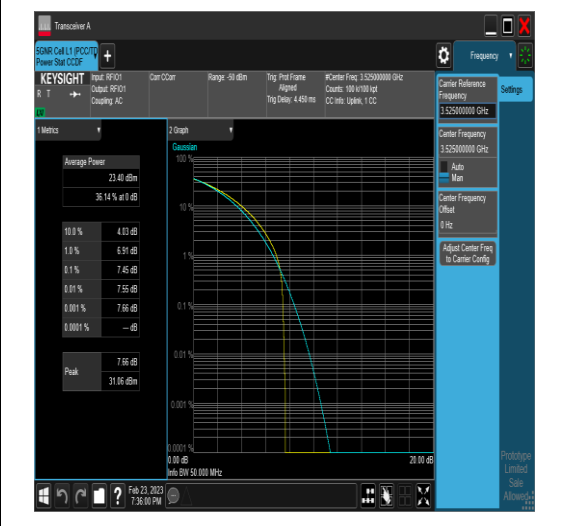 Transceiver A
5GNR Cell L1 (PCC/TD
Power Stat CCDF
Frequency
KEYSIGHT
R T
Input: RFIO1
Output: RFIO1
Coupling: AC
Corr CCorr
Range: -50 dBm
Trig: Prot Frame
Aligned
Trig Delay: 4.450 ms
#Center Freq: 3.525000000 GHz
Counts: 100 k/100 kpt
CC Info: Uplink, 1 CC
1 Metrics
Average Power
23.40 dBm
36.14 % at 0 dB
10.0 % 4.03 dB
1.0 % 6.91 dB
0.1 % 7.45 dB
0.01 % 7.55 dB
0.001 % 7.66 dB
0.0001 % --- dB
Peak
7.66 dB
31.06 dBm
2 Graph
Gaussian
100 %
10 %
1 %
0.1 %
0.01 %
0.001 %
0.0001 %
0.00 dB
20.00 dB
Info BW 50.000 MHz
Carrier Reference
Frequency
3.525000000 GHz
Settings
Center Frequency
3.525000000 GHz
Auto
Man
Center Frequency
Offset
0 Hz
Adjust Center Freq
to Carrier Config
Prototype
Limited
Sale
Allowed
?
Feb 23, 2023
7:36:00 PM